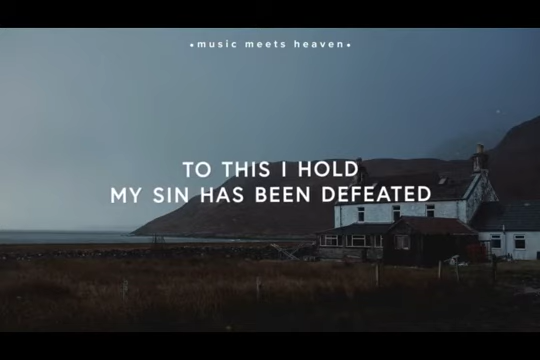 •music meets heaven•
TO THIS I HOLD
MY SIN HAS BEEN DEFEATED